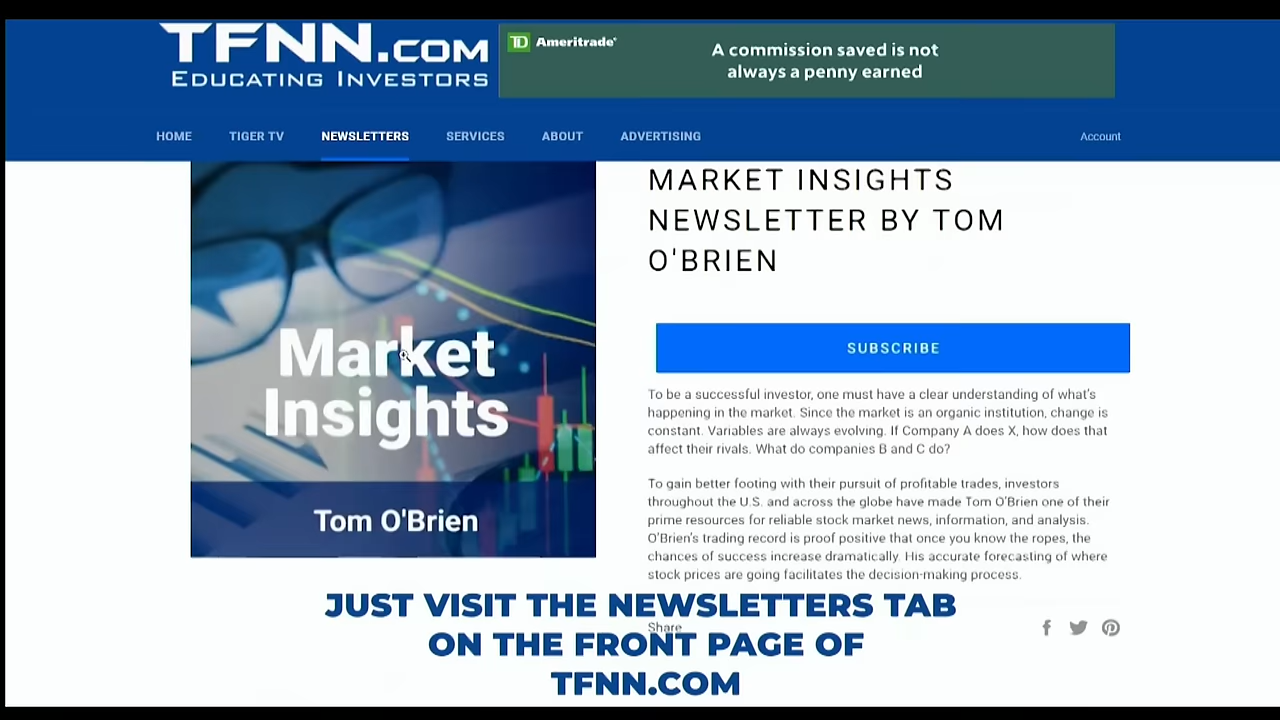 TFNN.COM
EDUCATING INVESTORS
TD Ameritrade
A commission saved is not
always a penny earned
HOME TIGER TV NEWSLETTERS SERVICES ABOUT ADVERTISING Account
Market
Insights
Tom O'Brien
MARKET INSIGHTS
NEWSLETTER BY TOM
O'BRIEN
SUBSCRIBE
To be a successful investor, one must have a clear understanding of what's
happening in the market. Since the market is an organic institution, change is
constant. Variables are always evolving. If Company A does X, how does that
affect their rivals. What do companies B and C do?
To gain better footing with their pursuit of profitable trades, investors
throughout the U.S. and across the globe have made Tom O'Brien one of their
prime resources for reliable stock market news, information, and analysis.
O'Brien's trading record is proof positive that once you know the ropes, the
chances of success increase dramatically. His accurate forecasting of where
stock prices are going facilitates the decision-making process.
Share
JUST VISIT THE NEWSLETTERS TAB
ON THE FRONT PAGE OF
TFNN.COM